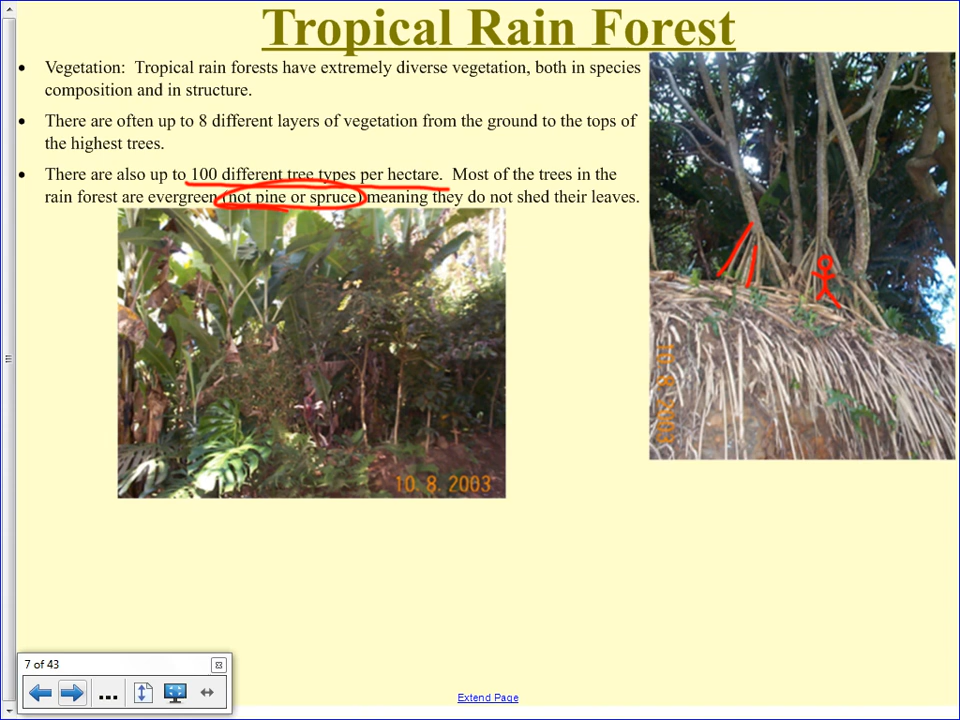 Tropical Rain Forest
• Vegetation: Tropical rain forests have extremely diverse vegetation, both in species
composition and in structure.
• There are often up to 8 different layers of vegetation from the ground to the tops of
the highest trees.
• There are also up to 100 different tree types per hectare. Most of the trees in the
rain forest are evergreen (not pine or spruce) meaning they do not shed their leaves.
10. 8. 2003
10. 8. 2003
7 of 43
...
Extend Page